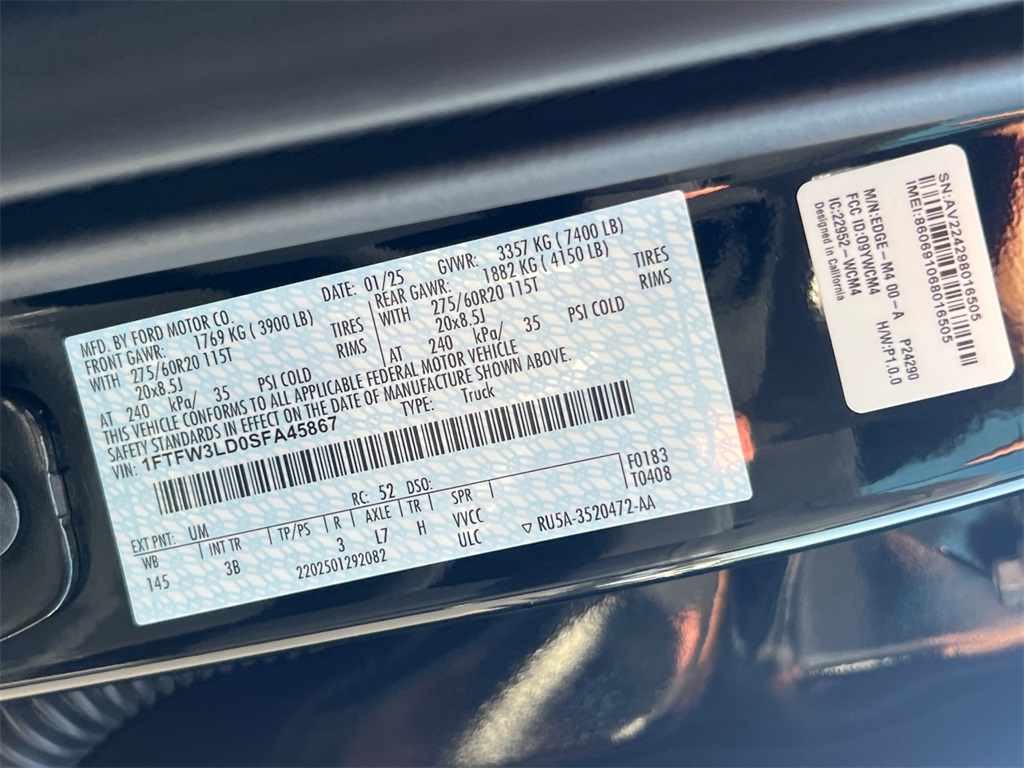 MFD. BY FORD MOTOR CO.
DATE: 01/25
GVWR: 3357 KG ( 7400 LB)
FRONT GAWR: 1769 KG ( 3900 LB)
REAR GAWR: 1882 KG ( 4150 LB)
WITH 275/60R20 115T TIRES
WITH 275/60R20 115T TIRES
20x8.5J RIMS
20x8.5J RIMS
AT 240 kPa/ 35 PSI COLD
AT 240 kPa/ 35 PSI COLD
THIS VEHICLE CONFORMS TO ALL APPLICABLE FEDERAL MOTOR VEHICLE
SAFETY STANDARDS IN EFFECT ON THE DATE OF MANUFACTURE SHOWN ABOVE.
VIN: 1FTFW3LD0SFA45867
TYPE: Truck
EXT PNT: UM RC: 52 DSO: F0183
WB INT TR TP/PS R AXLE TR SPR T0408
145 3B 3 L7 H VVCC
2202501292082 ULC
RU5A-3520472-AA
SN:AV224298016505
IMEI:860691068016505
M/N:EDGE-M4 00-A P24290
FCC ID:09YWCM4 H/W:P1.0.0
IC:22952-WCM4
Designed in California